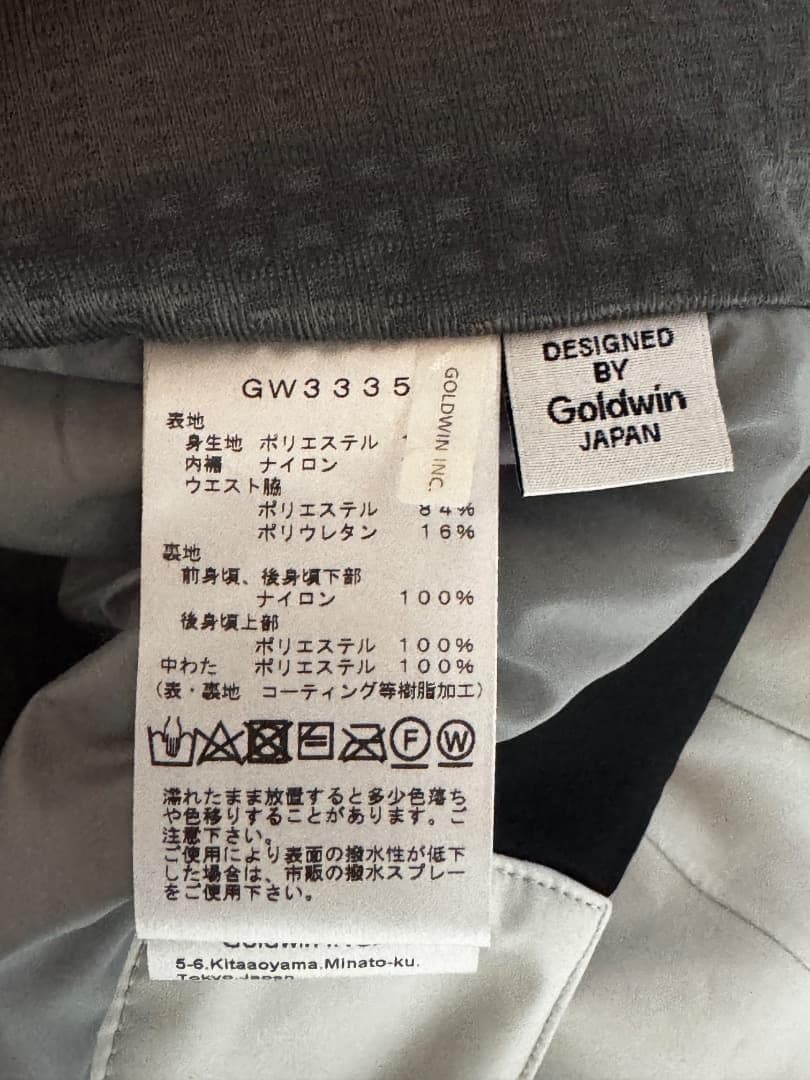 GW3335
GOLDWIN INC.
表地
身生地 ポリエステル
内襠 ナイロン
ウエスト脇
ポリエステル 84%
ポリウレタン 16%
裏地
前身頃、後身頃下部
ナイロン 100%
後身頃上部
ポリエステル 100%
中わた ポリエステル 100%
(表・裏地 コーティング等樹脂加工)
F W
濡れたまま放置すると多少色落ち
や色移りすることがあります。ご
注意下さい。
ご使用により表面の撥水性が低下
した場合は、市販の撥水スプレー
をご使用下さい。
5-6.Kitaaoyama.Minato-ku.
Tokyo.Japan
DESIGNED
BY
Goldwin
JAPAN